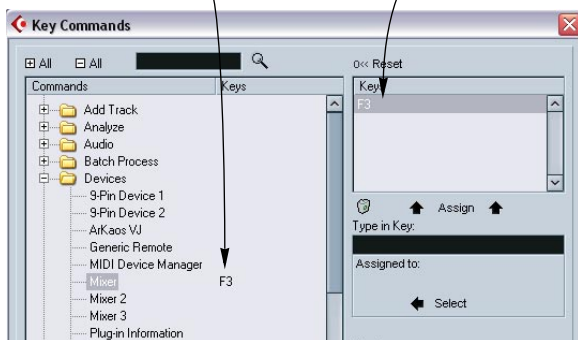 Key Commands
All All
0<< Reset
Commands Keys
Keys
F3
Add Track
Analyze
Audio
Batch Process
Devices
9-Pin Device 1
9-Pin Device 2
ArKaos VJ
Generic Remote
MIDI Device Manager
Mixer F3
Mixer 2
Mixer 3
Plug-in Information
Assign
Type in Key:
Assigned to:
Select